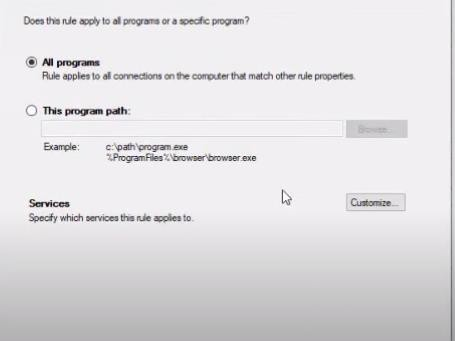 Does this rule apply to all programs or a specific program?
All programs
Rule applies to all connections on the computer that match other rule properties.
This program path:
Browse...
Example: c:\path\program.exe
%ProgramFiles%\browser\browser.exe
Services
Customize...
Specify which services this rule applies to.